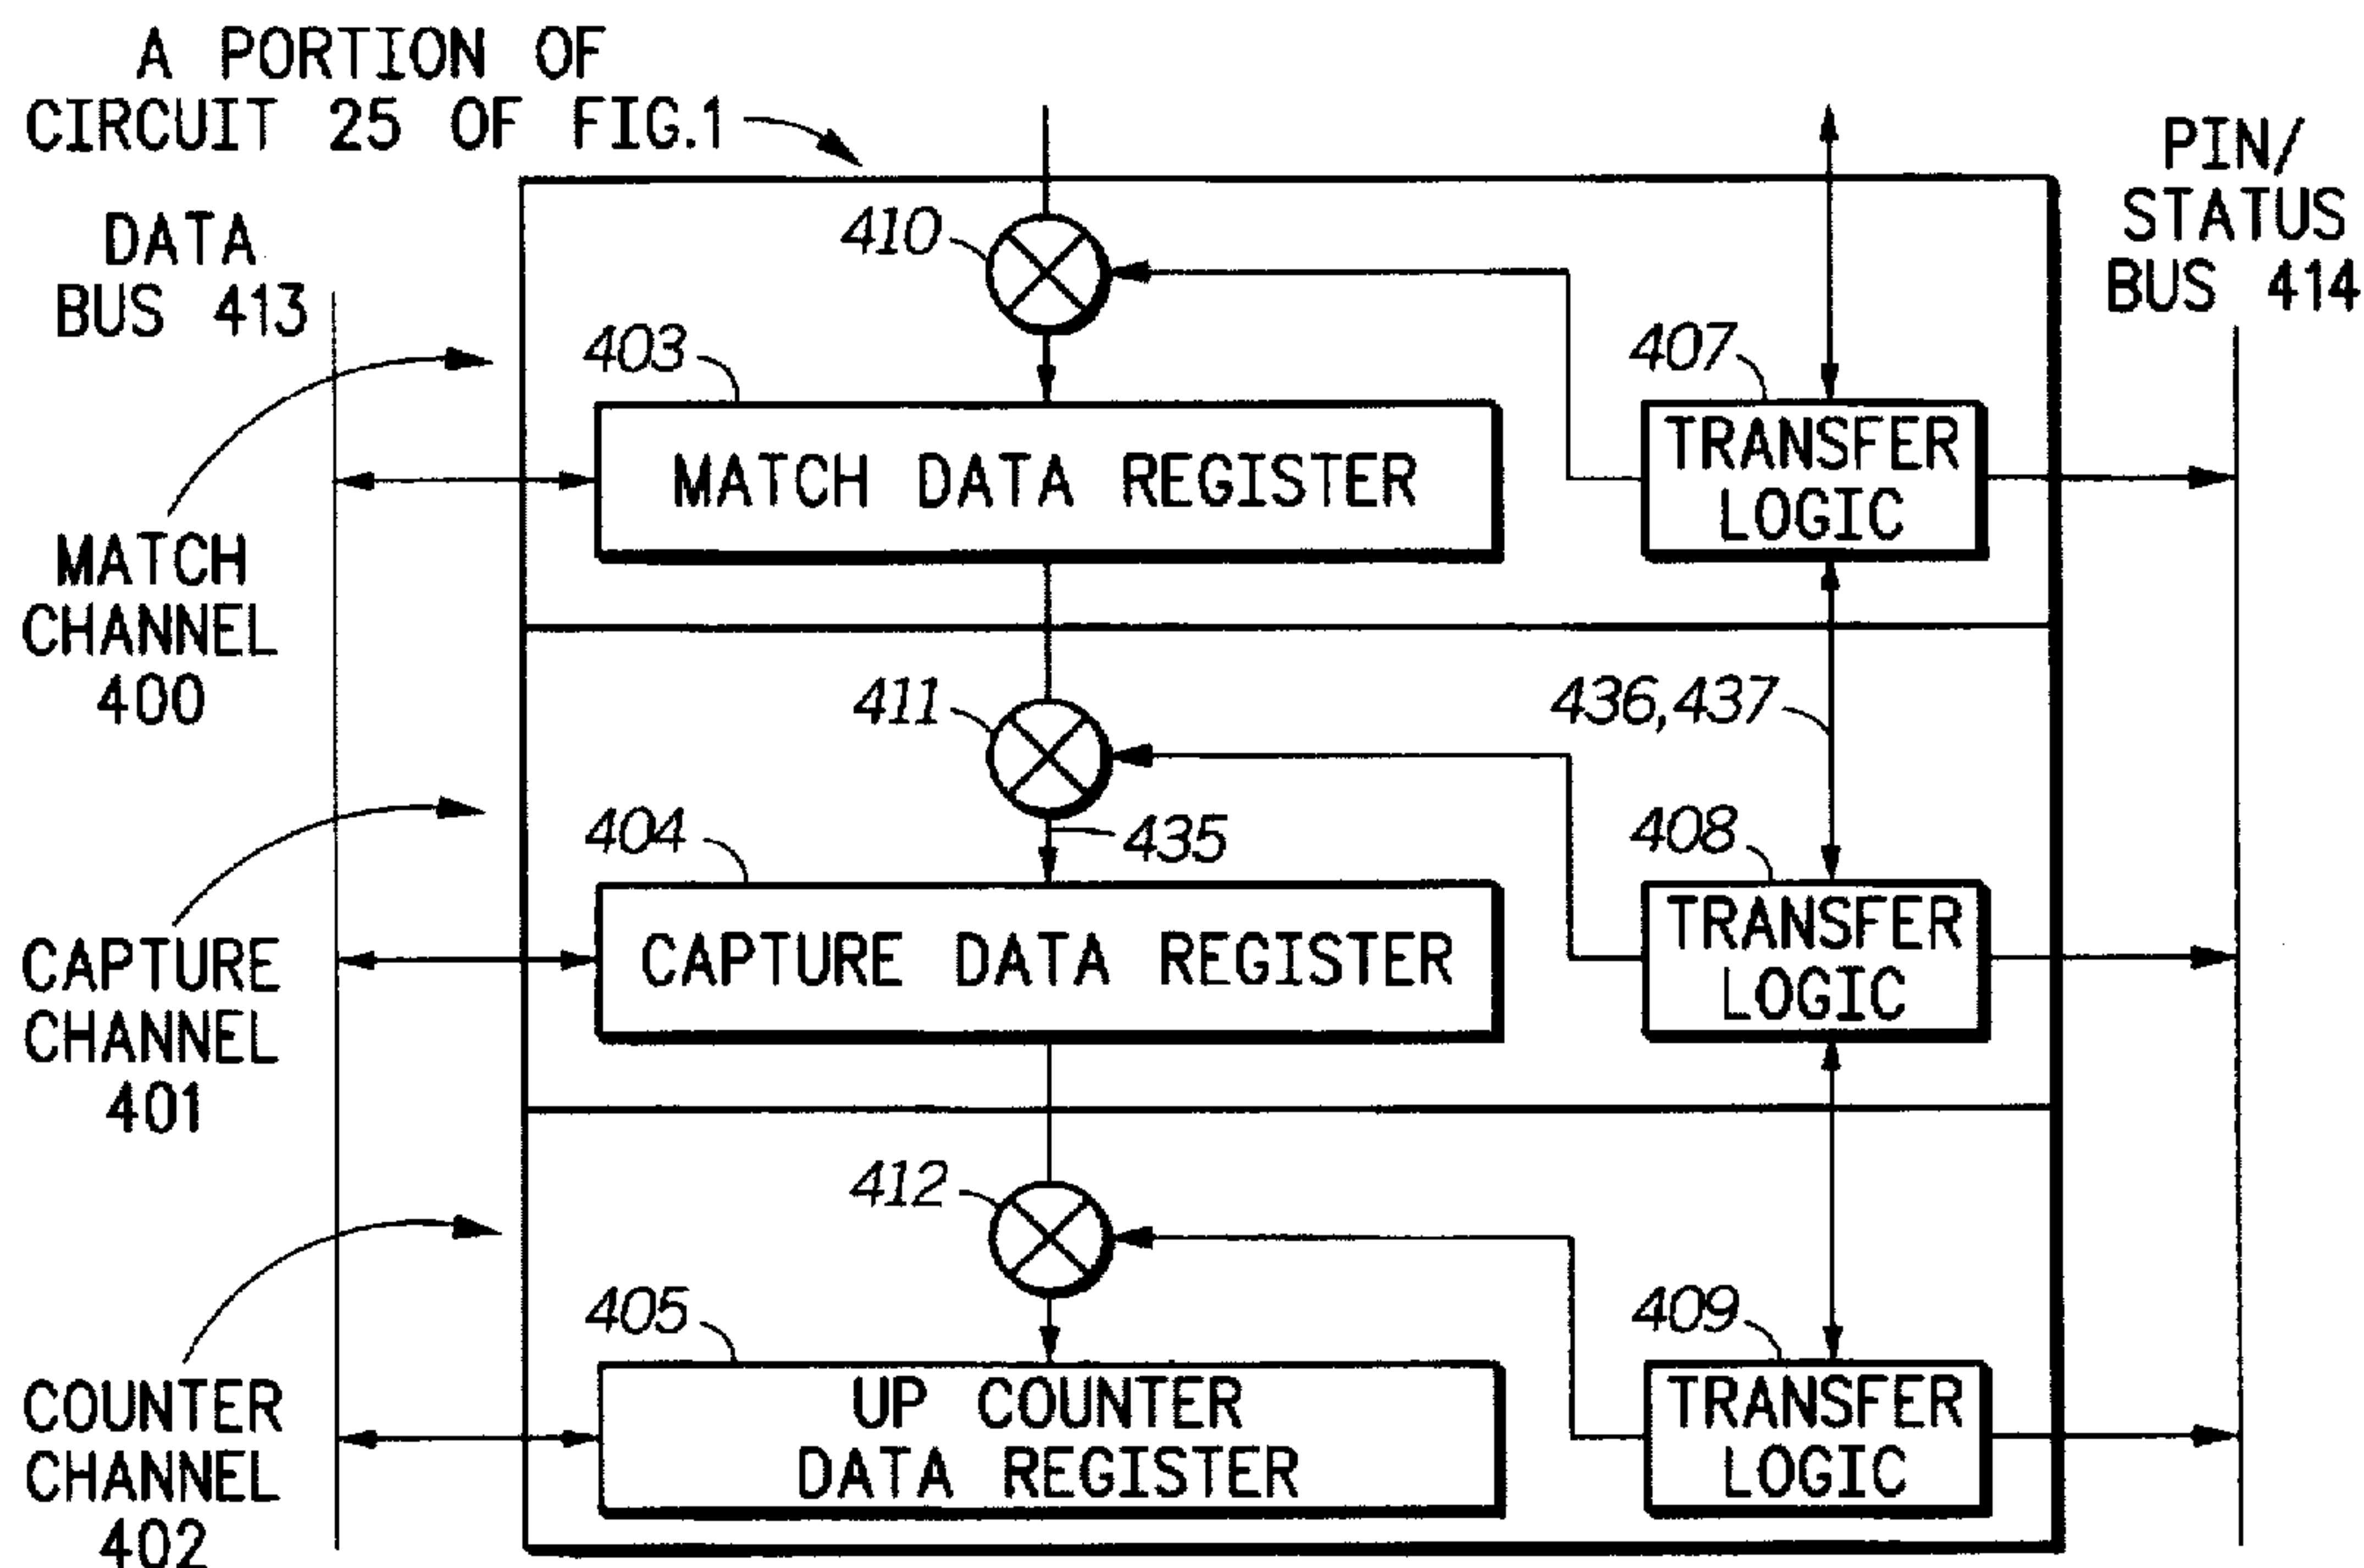 A PORTION OF
CIRCUIT 25 OF FIG.1
PIN/
STATUS
BUS 414
DATA
BUS 413
410
403
407
MATCH DATA REGISTER
TRANSFER
LOGIC
MATCH
CHANNEL
400
411
436,437
404
435
408
CAPTURE DATA REGISTER
TRANSFER
LOGIC
CAPTURE
CHANNEL
401
412
405
409
UP COUNTER
DATA REGISTER
TRANSFER
LOGIC
COUNTER
CHANNEL
402